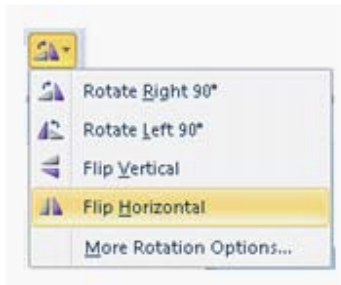 Rotate Right 90°
Rotate Left 90°
Flip Vertical
Flip Horizontal
More Rotation Options...